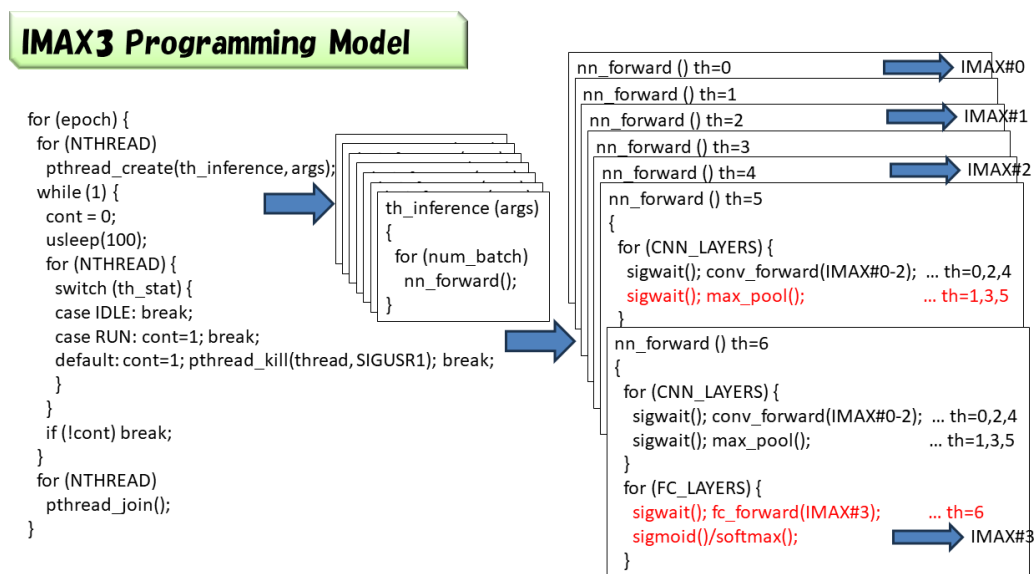 IMAX3 Programming Model
for (epoch) {
for (NTHREAD)
pthread_create(th_inference, args);
while (1) {
cont = 0;
usleep(100);
for (NTHREAD) {
switch (th_stat) {
case IDLE: break;
case RUN: cont=1; break;
default: cont=1; pthread_kill(thread, SIGUSR1); break;
}
}
if (!cont) break;
}
for (NTHREAD)
pthread_join();
}
th_inference (args)
{
for (num_batch)
nn_forward();
}
nn_forward () th=0
IMAX#0
nn_forward () th=1
nn_forward () th=2
IMAX#1
nn_forward () th=3
nn_forward () th=4
IMAX#2
nn_forward () th=5
{
for (CNN_LAYERS) {
sigwait(); conv_forward(IMAX#0-2); ... th=0,2,4
sigwait(); max_pool(); ... th=1,3,5
}
nn_forward () th=6
{
for (CNN_LAYERS) {
sigwait(); conv_forward(IMAX#0-2); ... th=0,2,4
sigwait(); max_pool(); ... th=1,3,5
}
for (FC_LAYERS) {
sigwait(); fc_forward(IMAX#3); ... th=6
sigmoid()/softmax();
IMAX#3
}